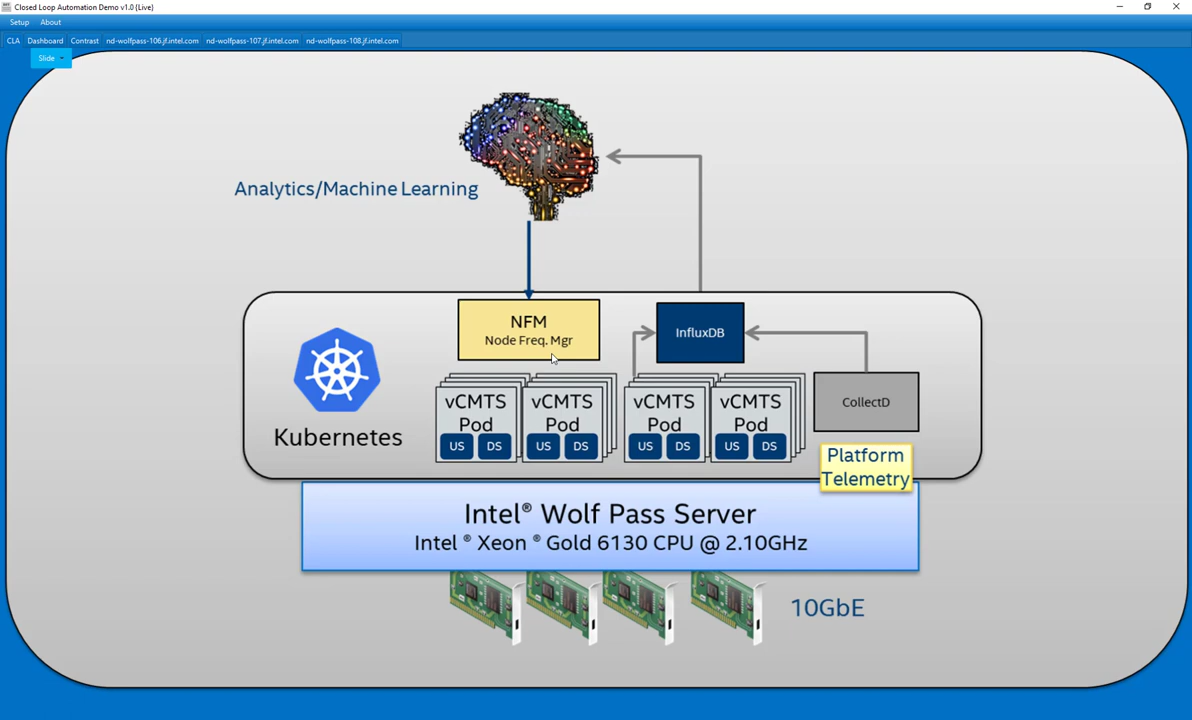 Closed Loop Automation Demo v1.0 (Live)
Setup About
CLA Dashboard Contrast nd-wolfpass-106.jf.intel.com nd-wolfpass-107.jf.intel.com nd-wolfpass-108.jf.intel.com
Slide
Analytics/Machine Learning
NFM
Node Freq. Mgr
InfluxDB
Kubernetes
vCMTS
Pod
US DS
vCMTS
Pod
US DS
vCMTS
Pod
US DS
vCMTS
Pod
US DS
CollectD
Platform
Telemetry
Intel® Wolf Pass Server
Intel ® Xeon ® Gold 6130 CPU @ 2.10GHz
10GbE